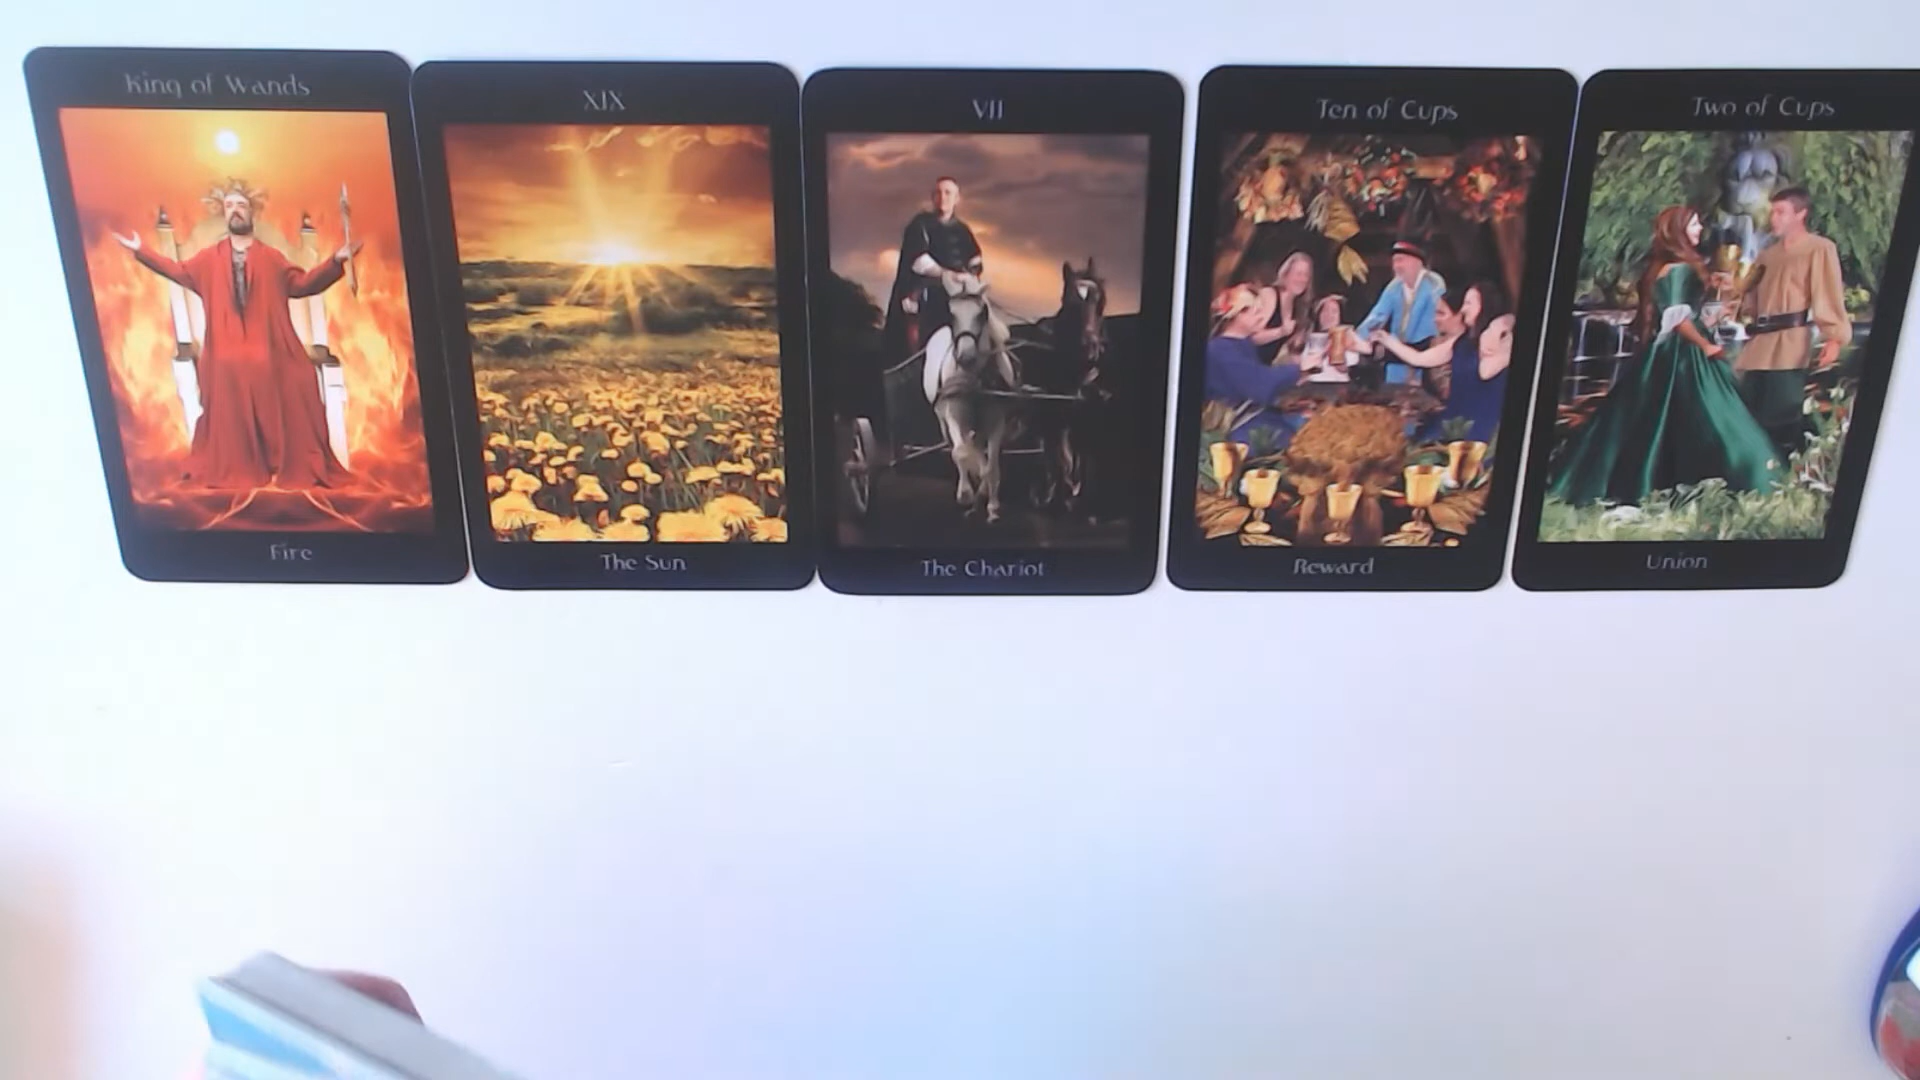 King of Wands
Fire
XIX
The Sun
VII
The Chariot
Ten of Cups
Reward
Two of Cups
Union